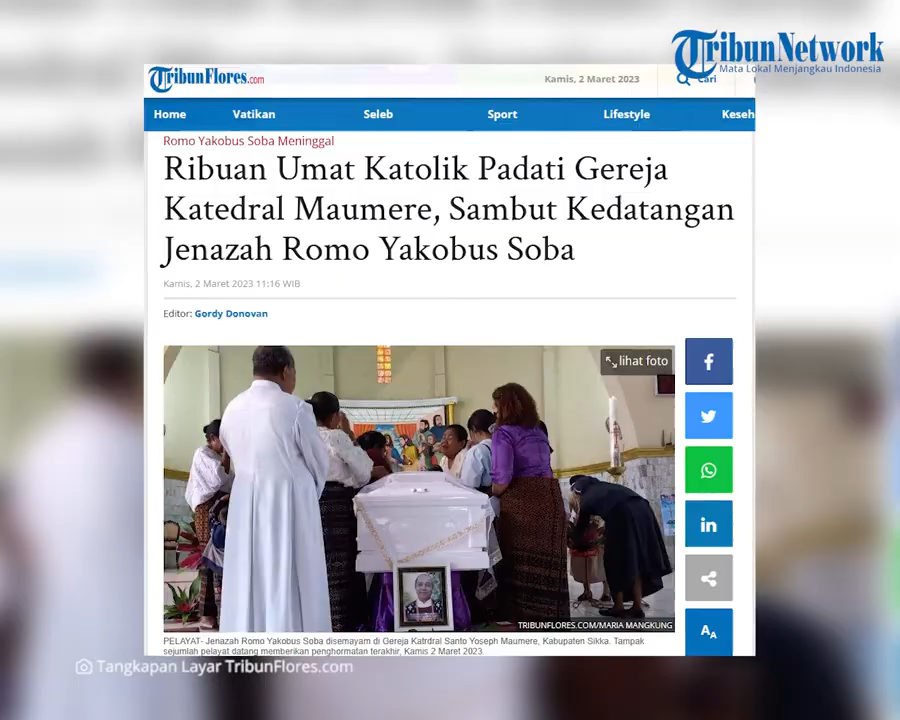 TribunNetwork
Mata Lokal Menjangkau Indonesia
TribunFlores.com
Kamis, 2 Maret 2023
Cari
Home Vatikan Seleb Sport Lifestyle Keseh
Romo Yakobus Soba Meninggal
Ribuan Umat Katolik Padati Gereja
Katedral Maumere, Sambut Kedatangan
Jenazah Romo Yakobus Soba
Kamis, 2 Maret 2023 11:16 WIB
Editor: Gordy Donovan
lihat foto
TRIBUNFLORES.COM/MARIA MANGKUNG
PELAYAT- Jenazah Romo Yakobus Soba disemayam di Gereja Katrdral Santo Yoseph Maumere, Kabupaten Sikka. Tampak
sejumlah pelayat datang memberikan penghormatan terakhir, Kamis 2 Maret 2023.
Tangkapan Layar TribunFlores.com